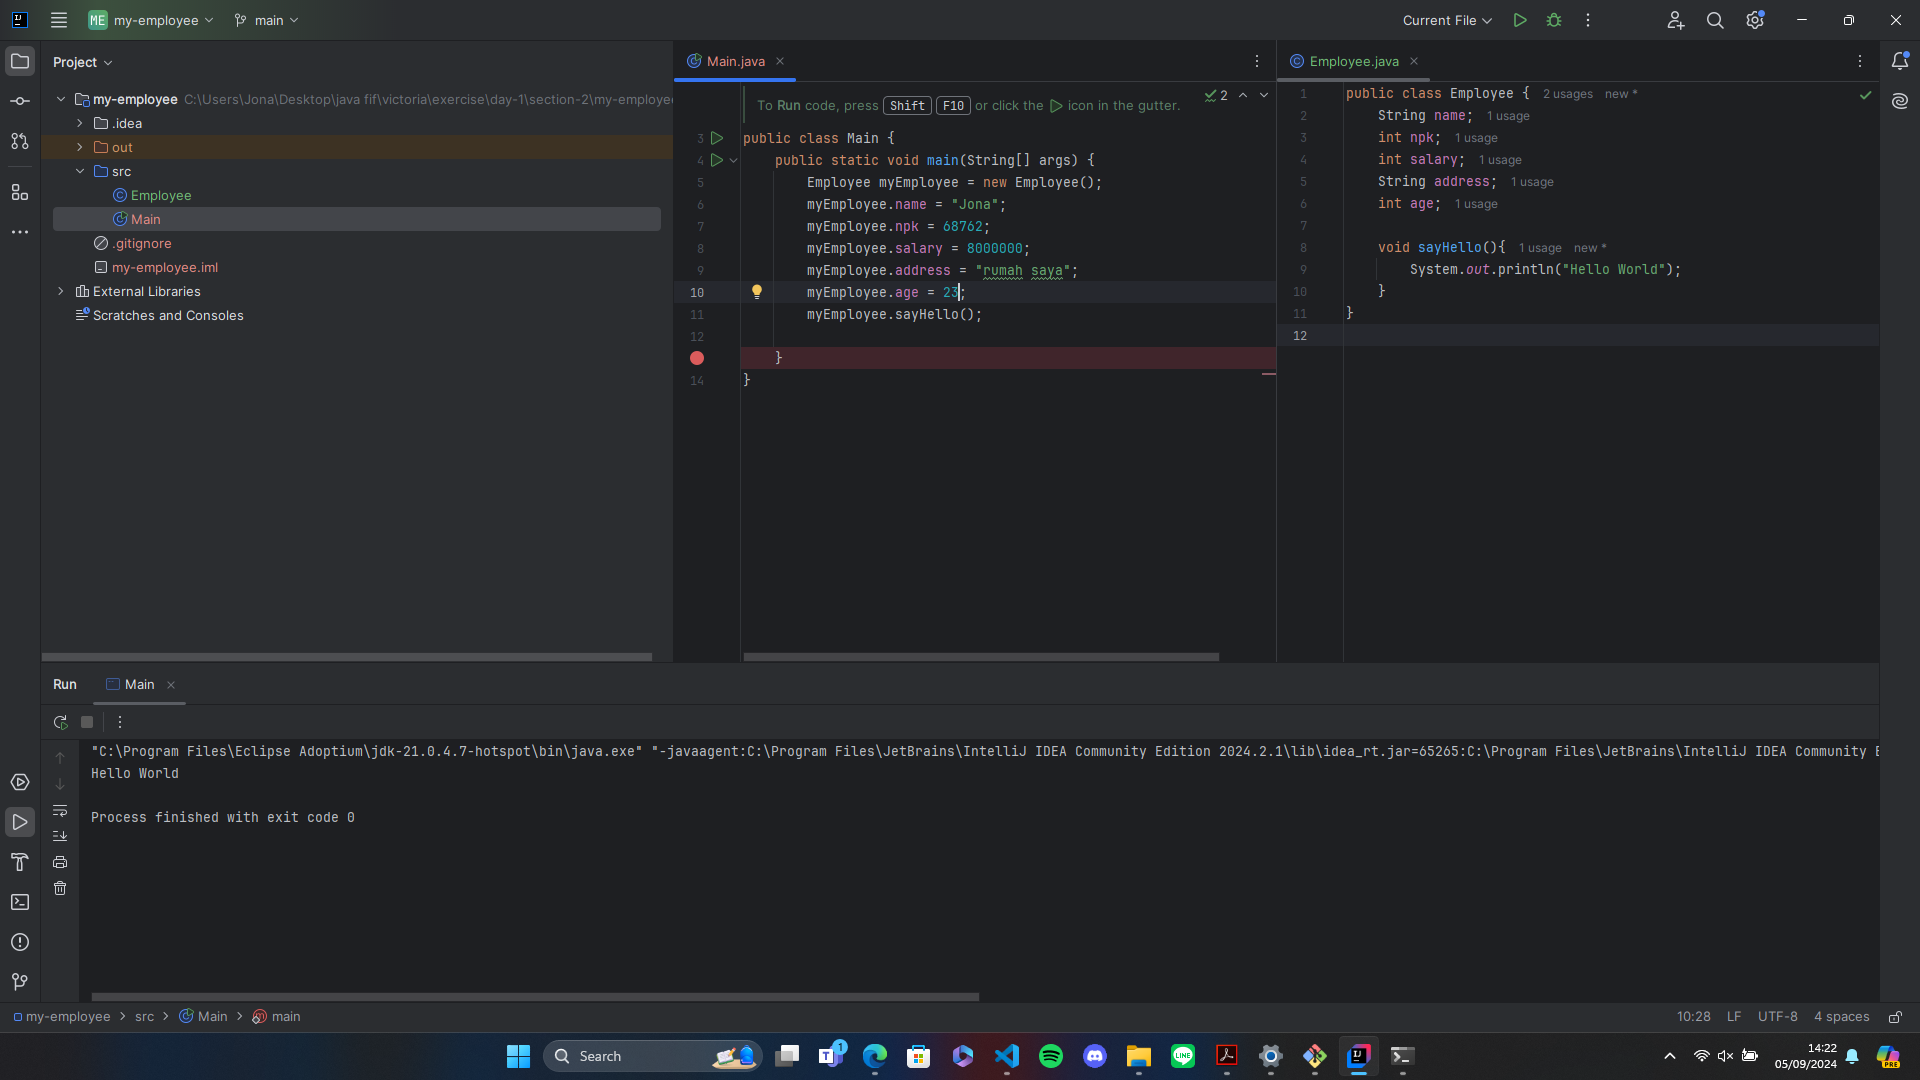 ME my-employee main Current File
Project
my-employee C:\Users\Jona\Desktop\java fif\victoria\exercise\day-1\section-2\my-employee
.idea
out
src
Employee
Main
.gitignore
my-employee.iml
External Libraries
Scratches and Consoles
Main.java
To Run code, press Shift F10 or click the icon in the gutter. 2
3 public class Main {
4 public static void main(String[] args) {
5 Employee myEmployee = new Employee();
6 myEmployee.name = "Jona";
7 myEmployee.npk = 68762;
8 myEmployee.salary = 8000000;
9 myEmployee.address = "rumah saya";
10 myEmployee.age = 23;
11 myEmployee.sayHello();
12
}
14 }
Employee.java
1 public class Employee { 2 usages new *
2 String name; 1 usage
3 int npk; 1 usage
4 int salary; 1 usage
5 String address; 1 usage
6 int age; 1 usage
7
8 void sayHello(){ 1 usage new *
9 System.out.println("Hello World");
10 }
11 }
12
Run Main
"C:\Program Files\Eclipse Adoptium\jdk-21.0.4.7-hotspot\bin\java.exe" "-javaagent:C:\Program Files\JetBrains\IntelliJ IDEA Community Edition 2024.2.1\lib\idea_rt.jar=65265:C:\Program Files\JetBrains\IntelliJ IDEA Community E
Hello World
Process finished with exit code 0
my-employee > src > Main > main 10:28 LF UTF-8 4 spaces
Search 1 LINE PRE
14:22
05/09/2024